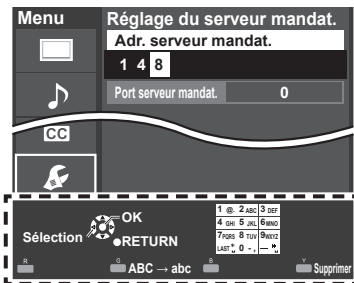 Menu
Réglage du serveur mandat.
Adr. serveur mandat.
1 4 8
Port serveur mandat. 0
CC
Sélection
OK
RETURN
1 @. 2 ABC 3 DEF
4 GHI 5 JKL 6 MNO
7 PQRS 8 TUV 9 WXYZ
LAST 0 - ,
R
G
ABC → abc
B
Y
Supprimer